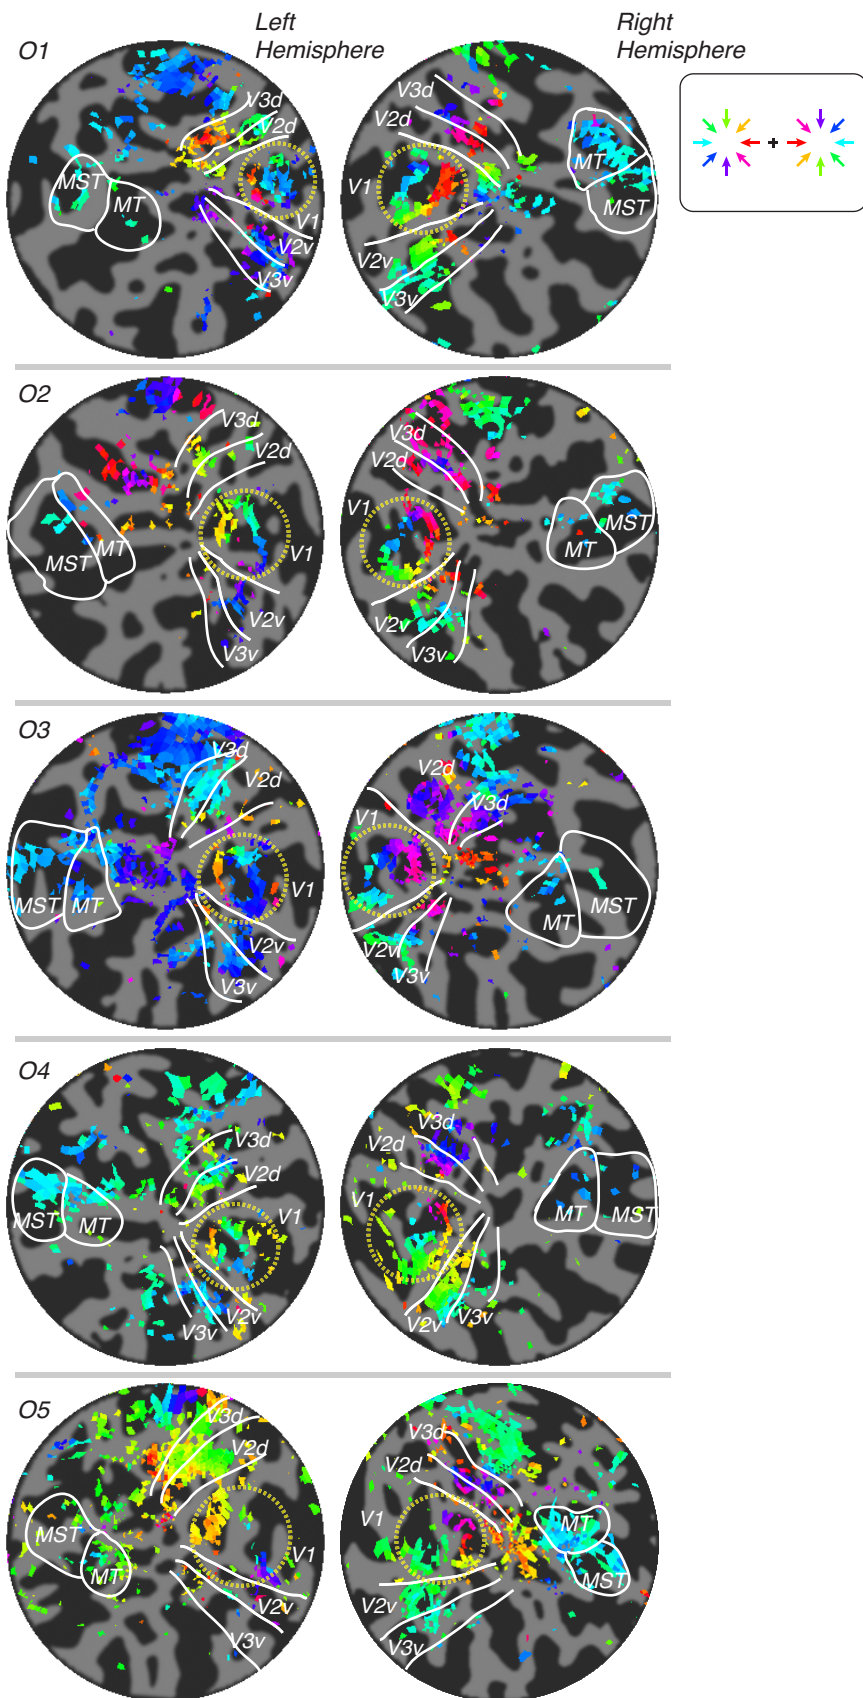 Left Hemisphere
Right Hemisphere
O1
V3d
V2d
MST
MT
V1
V2v
V3v
V3d
V2d
V1
MT
MST
V2v
V3v
O2
V3d
V2d
MST
MT
V1
V2v
V3v
V3d
V2d
V1
MST
MT
V2v
V3v
O3
V3d
V2d
MST
MT
V1
V2v
V3v
V2d
V3d
V1
MST
MT
V2v
V3v
O4
V3d
V2d
MST
MT
V1
V2v
V3v
V3d
V2d
V1
MT
MST
V2v
V3v
O5
V3d
V2d
MST
MT
V1
V2v
V3v
V3d
V2d
V1
MT
MST
V2v
V3v